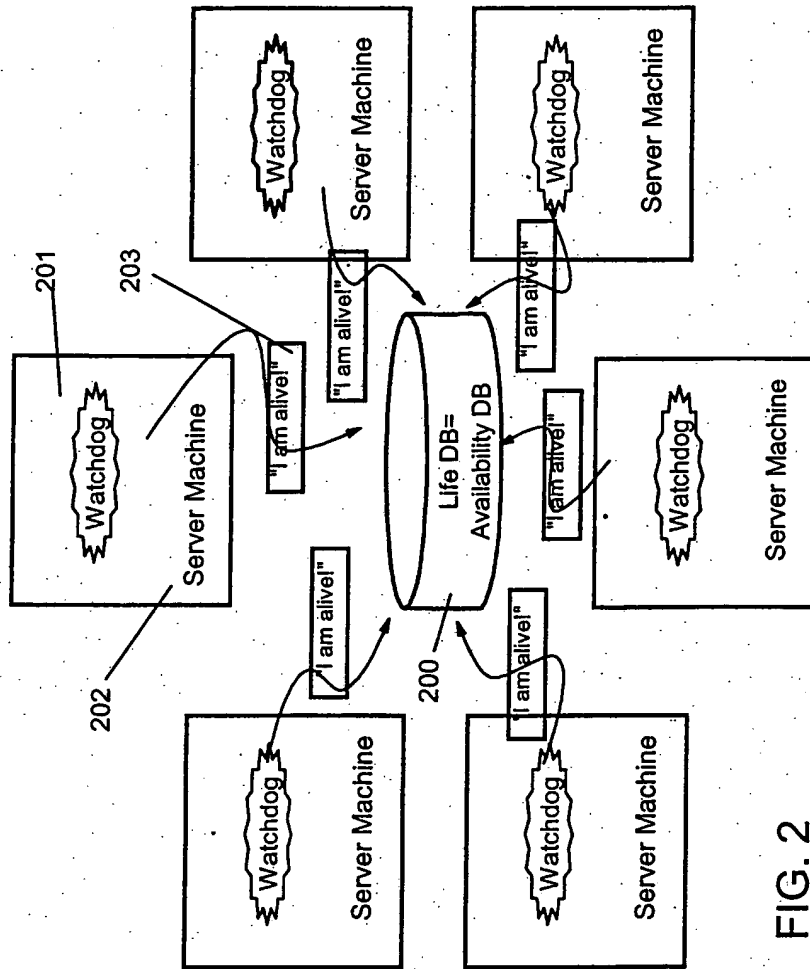 201
Watchdog
202
203
Server Machine
Watchdog
Server Machine
Watchdog
Server Machine
"I am alive!"
"I am alive!"
"I am alive!"
Life DB=
Availability DB
200
"I am alive!"
"I am alive!"
"I am alive!"
Watchdog
Server Machine
Watchdog
Server Machine
Watchdog
Server Machine
FIG. 2